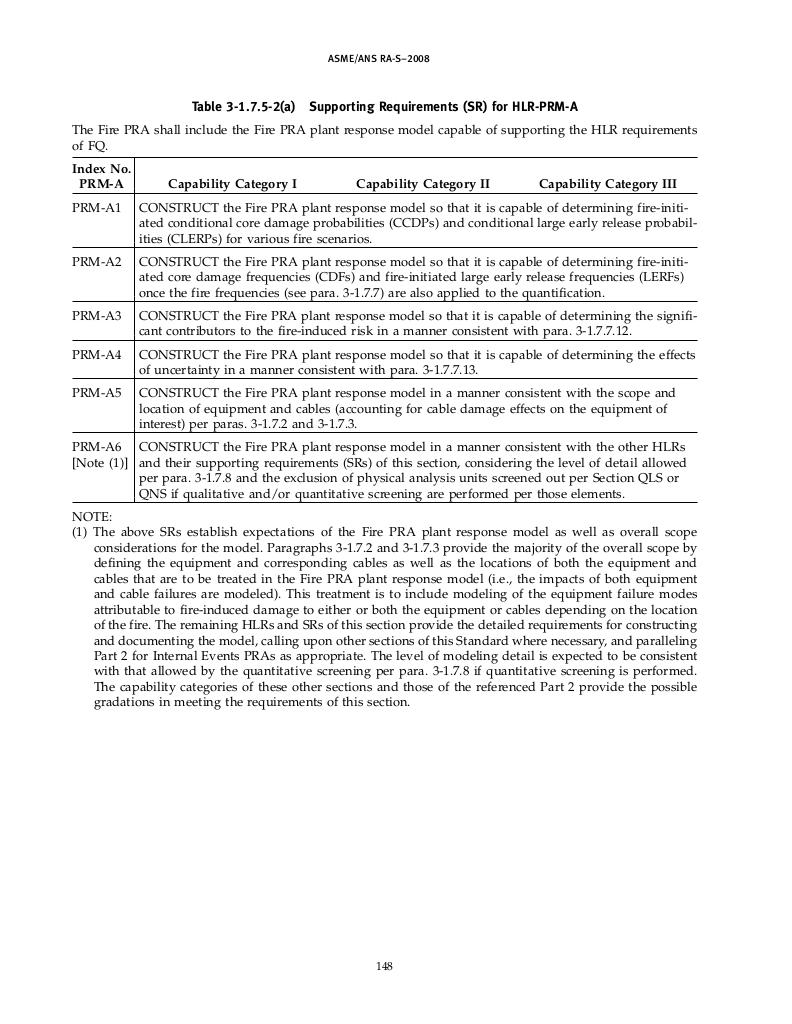 ASME/ANS RA-S–2008
Table 3-1.7.5-2(a) Supporting Requirements (SR) for HLR-PRM-A
The Fire PRA shall include the Fire PRA plant response model capable of supporting the HLR requirements
of FQ.
Index No.
PRM-A Capability Category I Capability Category II Capability Category III
PRM-A1 CONSTRUCT the Fire PRA plant response model so that it is capable of determining fire-initi-
ated conditional core damage probabilities (CCDPs) and conditional large early release probabil-
ities (CLERPs) for various fire scenarios.
PRM-A2 CONSTRUCT the Fire PRA plant response model so that it is capable of determining fire-initi-
ated core damage frequencies (CDFs) and fire-initiated large early release frequencies (LERFs)
once the fire frequencies (see para. 3-1.7.7) are also applied to the quantification.
PRM-A3 CONSTRUCT the Fire PRA plant response model so that it is capable of determining the signifi-
cant contributors to the fire-induced risk in a manner consistent with para. 3-1.7.7.12.
PRM-A4 CONSTRUCT the Fire PRA plant response model so that it is capable of determining the effects
of uncertainty in a manner consistent with para. 3-1.7.7.13.
PRM-A5 CONSTRUCT the Fire PRA plant response model in a manner consistent with the scope and
location of equipment and cables (accounting for cable damage effects on the equipment of
interest) per paras. 3-1.7.2 and 3-1.7.3.
PRM-A6 CONSTRUCT the Fire PRA plant response model in a manner consistent with the other HLRs
[Note (1)] and their supporting requirements (SRs) of this section, considering the level of detail allowed
per para. 3-1.7.8 and the exclusion of physical analysis units screened out per Section QLS or
QNS if qualitative and/or quantitative screening are performed per those elements.
NOTE:
(1) The above SRs establish expectations of the Fire PRA plant response model as well as overall scope
considerations for the model. Paragraphs 3-1.7.2 and 3-1.7.3 provide the majority of the overall scope by
defining the equipment and corresponding cables as well as the locations of both the equipment and
cables that are to be treated in the Fire PRA plant response model (i.e., the impacts of both equipment
and cable failures are modeled). This treatment is to include modeling of the equipment failure modes
attributable to fire-induced damage to either or both the equipment or cables depending on the location
of the fire. The remaining HLRs and SRs of this section provide the detailed requirements for constructing
and documenting the model, calling upon other sections of this Standard where necessary, and paralleling
Part 2 for Internal Events PRAs as appropriate. The level of modeling detail is expected to be consistent
with that allowed by the quantitative screening per para. 3-1.7.8 if quantitative screening is performed.
The capability categories of these other sections and those of the referenced Part 2 provide the possible
gradations in meeting the requirements of this section.
148